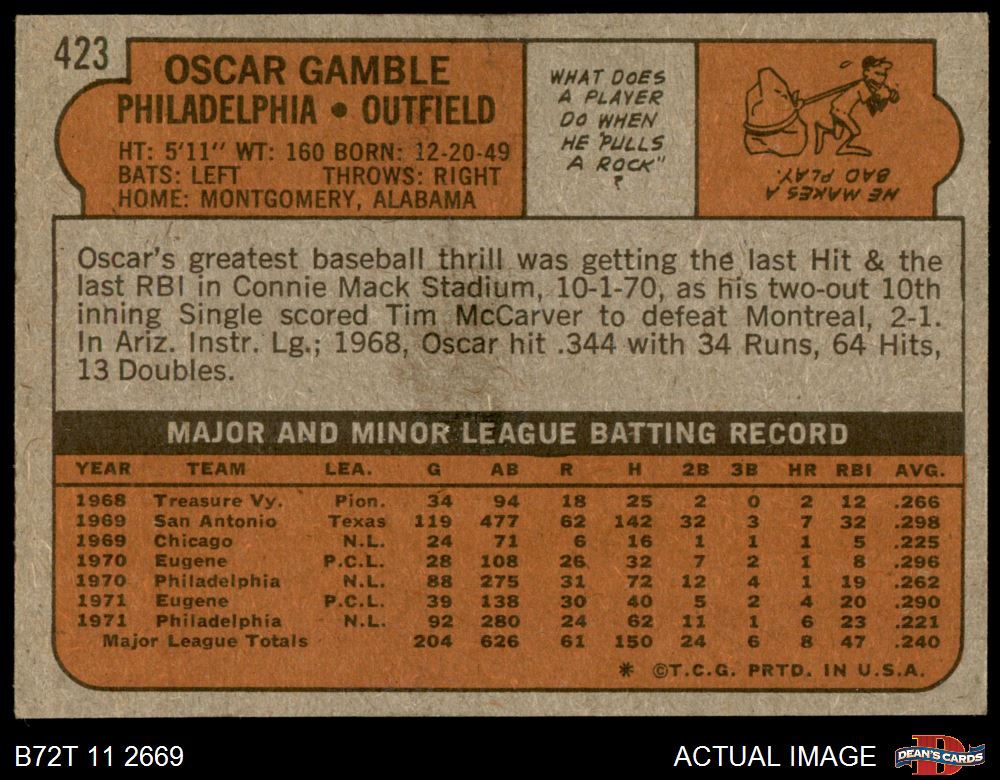 423
OSCAR GAMBLE
PHILADELPHIA • OUTFIELD
HT: 5'11" WT: 160 BORN: 12-20-49
BATS: LEFT THROWS: RIGHT
HOME: MONTGOMERY, ALABAMA
WHAT DOES
A PLAYER
DO WHEN
HE "PULLS
A ROCK"
?
HE MAKES A
BAD PLAY.
Oscar's greatest baseball thrill was getting the last Hit & the
last RBI in Connie Mack Stadium, 10-1-70, as his two-out 10th
inning Single scored Tim McCarver to defeat Montreal, 2-1.
In Ariz. Instr. Lg.; 1968, Oscar hit .344 with 34 Runs, 64 Hits,
13 Doubles.
MAJOR AND MINOR LEAGUE BATTING RECORD
YEAR TEAM LEA. G AB R H 2B 3B HR RBI AVG.
1968 Treasure Vy. Pion. 34 94 18 25 2 0 2 12 .266
1969 San Antonio Texas 119 477 62 142 32 3 7 32 .298
1969 Chicago N.L. 24 71 6 16 1 1 1 5 .225
1970 Eugene P.C.L. 28 108 26 32 7 2 1 8 .296
1970 Philadelphia N.L. 88 275 31 72 12 4 1 19 .262
1971 Eugene P.C.L. 39 138 30 40 5 2 4 20 .290
1971 Philadelphia N.L. 92 280 24 62 11 1 6 23 .221
Major League Totals 204 626 61 150 24 6 8 47 .240
* ©T.C.G. PRTD. IN U.S.A.
B72T 11 2669
ACTUAL IMAGE
DEAN'S CARDS